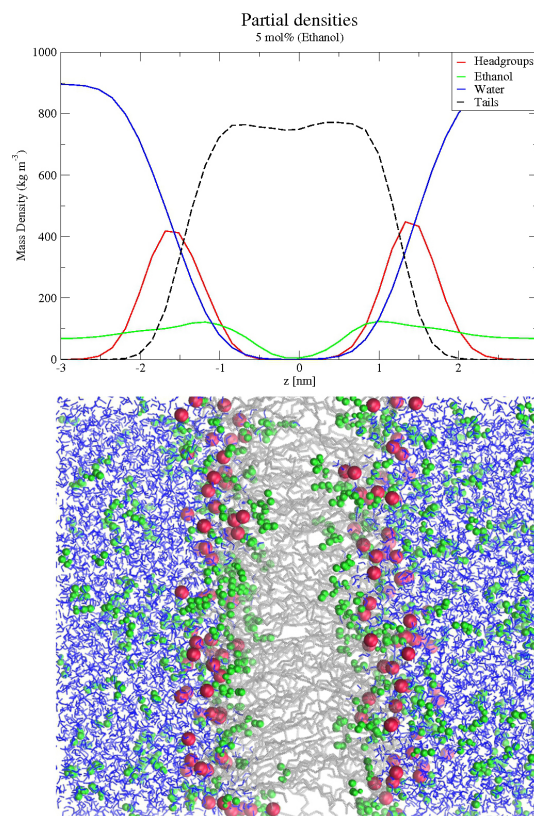 Partial densities
5 mol% (Ethanol)
1000
800
600
400
200
0
Mass Density (kg m⁻³)
Headgroups
Ethanol
Water
Tails
-3
-2
-1
0
1
2
z [nm]